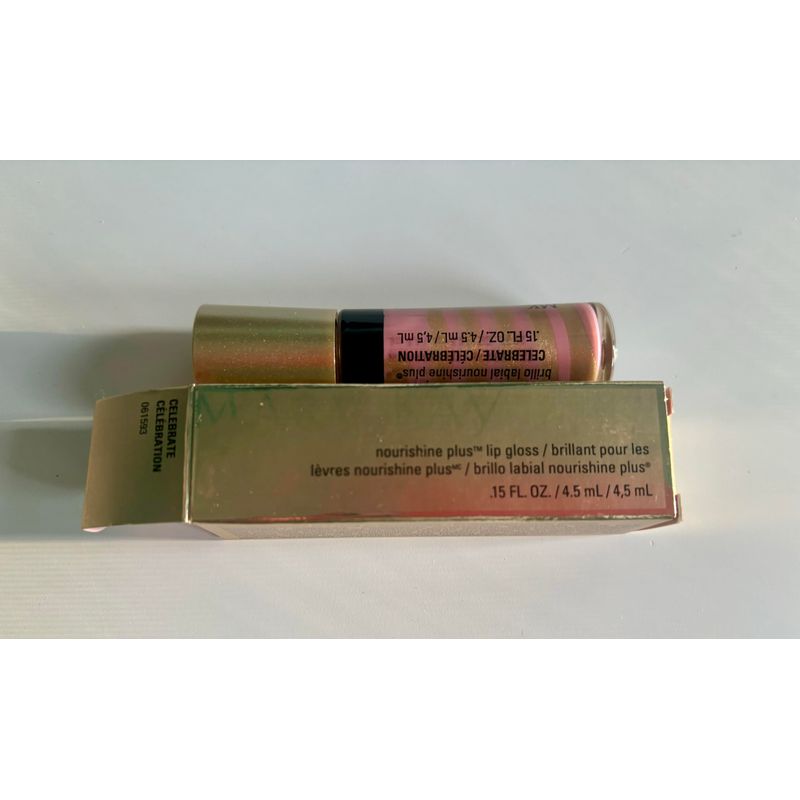 .15 FL. OZ. / 4.5 mL / 4,5 mL
CELEBRATE / CÉLÉBRATION
brillo labial nourishine plus®
CELEBRATE
CÉLÉBRATION
061593
nourishine plus™ lip gloss / brillant pour les
lèvres nourishine plusᴹᶜ / brillo labial nourishine plus®
.15 FL. OZ. / 4.5 mL / 4,5 mL